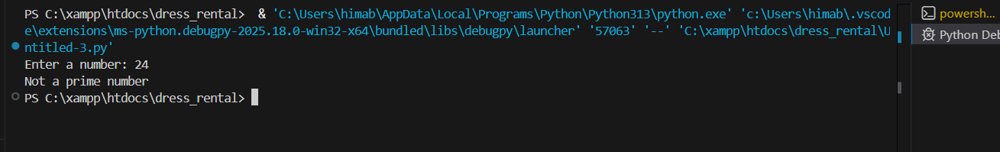 PS C:\xampp\htdocs\dress_rental>  & 'C:\Users\himab\AppData\Local\Programs\Python\Python313\python.exe' 'c:\Users\himab\.vscod
e\extensions\ms-python.debugpy-2025.18.0-win32-x64\bundled\libs\debugpy\launcher' '57063' '--' 'C:\xampp\htdocs\dress_rental\U
ntitled-3.py'
Enter a number: 24
Not a prime number
PS C:\xampp\htdocs\dress_rental>
powersh...
Python Deb